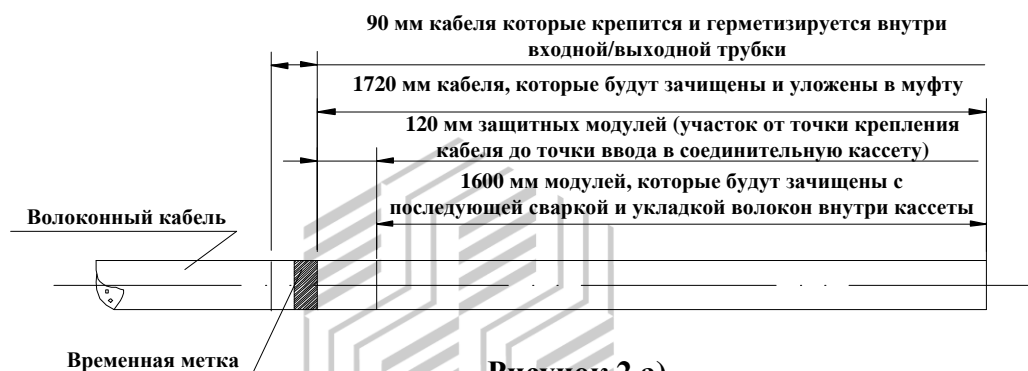 90 мм кабеля которые крепится и герметизируется внутри
входной/выходной трубки
1720 мм кабеля, которые будут зачищены и уложены в муфту
120 мм защитных модулей (участок от точки крепления
кабеля до точки ввода в соединительную кассету)
1600 мм модулей, которые будут зачищены с
последующей сваркой и укладкой волокон внутри кассеты
Волоконный кабель
Временная метка
Рисунок 2 а)